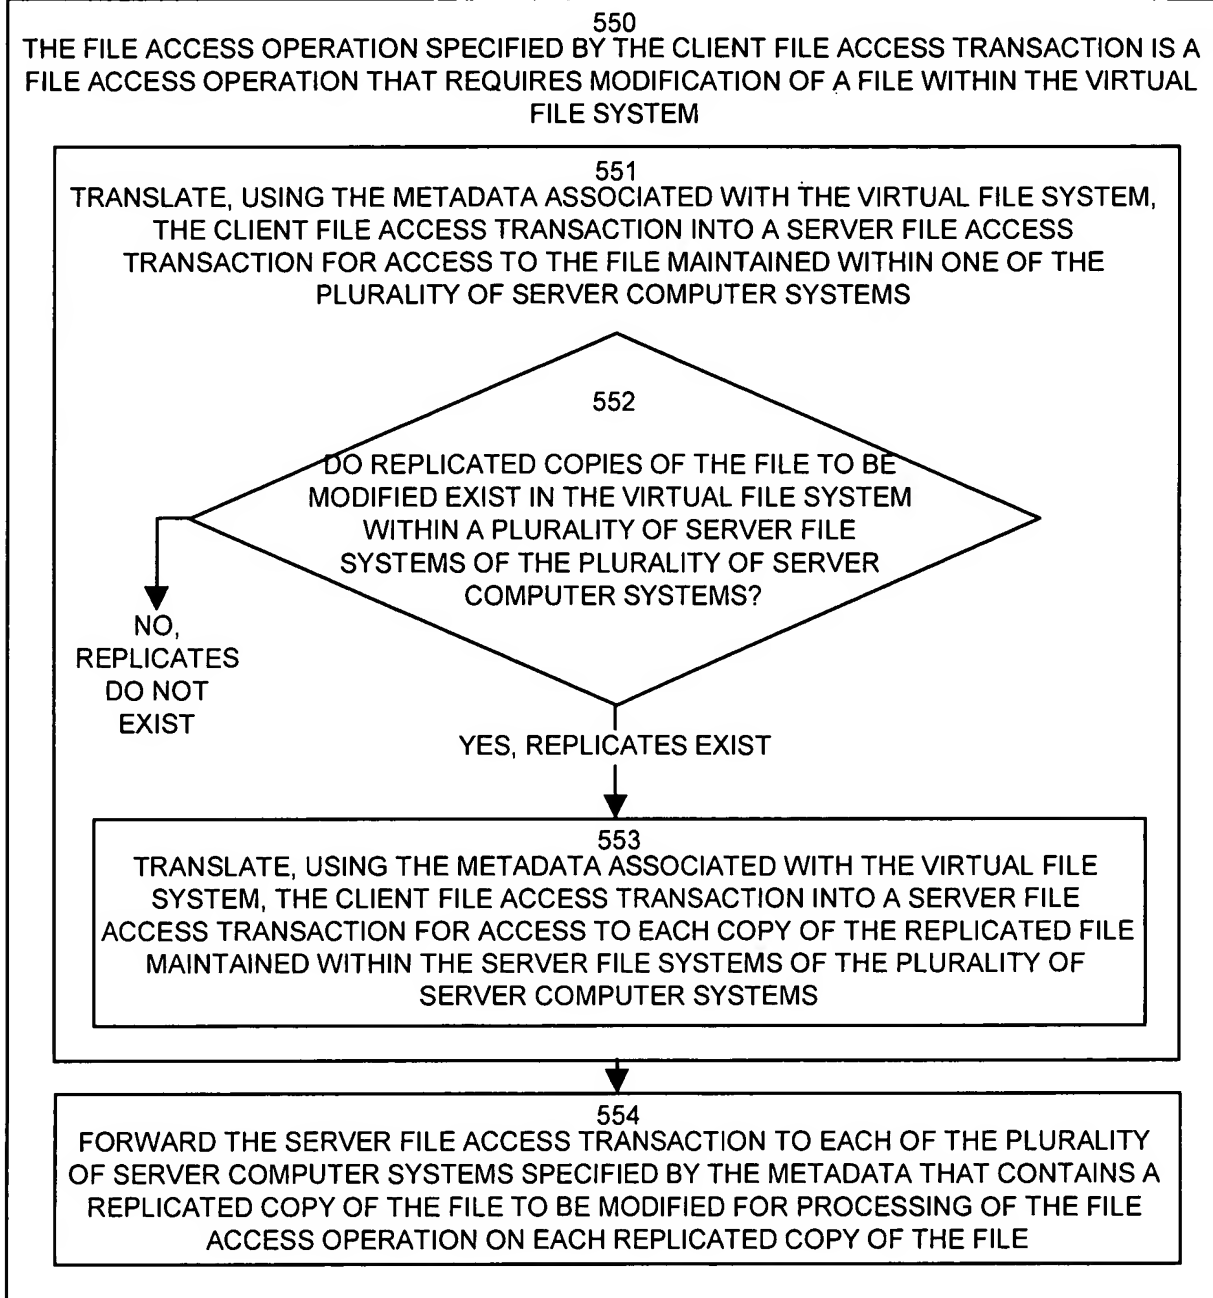 550
THE FILE ACCESS OPERATION SPECIFIED BY THE CLIENT FILE ACCESS TRANSACTION IS A
FILE ACCESS OPERATION THAT REQUIRES MODIFICATION OF A FILE WITHIN THE VIRTUAL
FILE SYSTEM
551
TRANSLATE, USING THE METADATA ASSOCIATED WITH THE VIRTUAL FILE SYSTEM,
THE CLIENT FILE ACCESS TRANSACTION INTO A SERVER FILE ACCESS
TRANSACTION FOR ACCESS TO THE FILE MAINTAINED WITHIN ONE OF THE
PLURALITY OF SERVER COMPUTER SYSTEMS
552
DO REPLICATED COPIES OF THE FILE TO BE
MODIFIED EXIST IN THE VIRTUAL FILE SYSTEM
WITHIN A PLURALITY OF SERVER FILE
SYSTEMS OF THE PLURALITY OF SERVER
COMPUTER SYSTEMS?
NO,
REPLICATES
DO NOT
EXIST
YES, REPLICATES EXIST
553
TRANSLATE, USING THE METADATA ASSOCIATED WITH THE VIRTUAL FILE
SYSTEM, THE CLIENT FILE ACCESS TRANSACTION INTO A SERVER FILE
ACCESS TRANSACTION FOR ACCESS TO EACH COPY OF THE REPLICATED FILE
MAINTAINED WITHIN THE SERVER FILE SYSTEMS OF THE PLURALITY OF
SERVER COMPUTER SYSTEMS
554
FORWARD THE SERVER FILE ACCESS TRANSACTION TO EACH OF THE PLURALITY
OF SERVER COMPUTER SYSTEMS SPECIFIED BY THE METADATA THAT CONTAINS A
REPLICATED COPY OF THE FILE TO BE MODIFIED FOR PROCESSING OF THE FILE
ACCESS OPERATION ON EACH REPLICATED COPY OF THE FILE